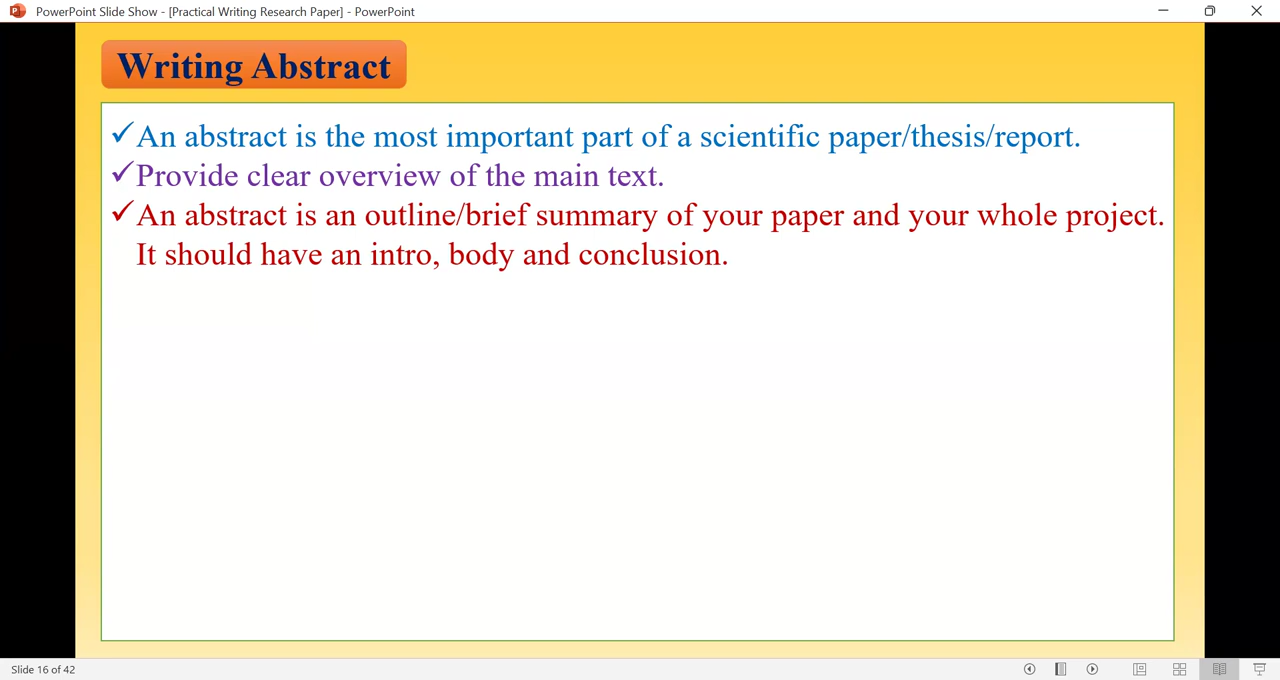 PowerPoint Slide Show - [Practical Writing Research Paper] - PowerPoint
Writing Abstract
✓An abstract is the most important part of a scientific paper/thesis/report.
✓Provide clear overview of the main text.
✓An abstract is an outline/brief summary of your paper and your whole project.
It should have an intro, body and conclusion.
Slide 16 of 42